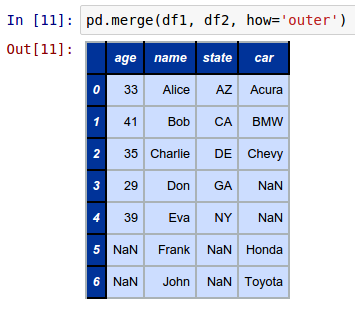 In [11]: pd.merge(df1, df2, how='outer')
Out[11]:
age name state car
0 33 Alice AZ Acura
1 41 Bob CA BMW
2 35 Charlie DE Chevy
3 29 Don GA NaN
4 39 Eva NY NaN
5 NaN Frank NaN Honda
6 NaN John NaN Toyota